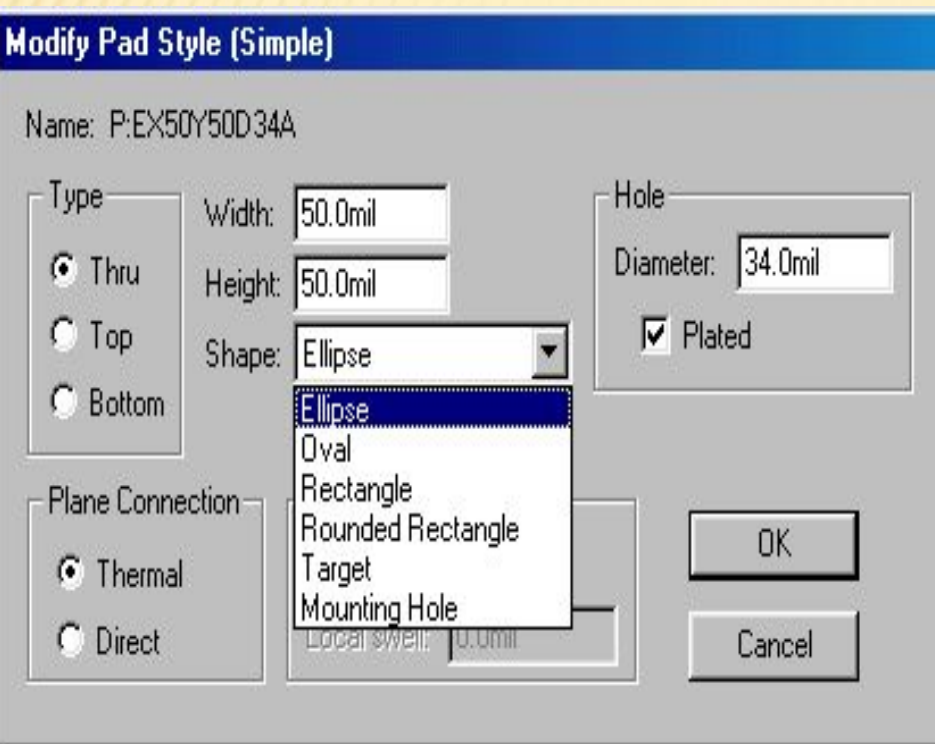 Modify Pad Style (Simple)
Name: P:EX50Y50D34A
Type
Thru
Top
Bottom
Width: 50.0mil
Height: 50.0mil
Shape: Ellipse
Ellipse
Oval
Rectangle
Rounded Rectangle
Target
Mounting Hole
Hole
Diameter: 34.0mil
Plated
Plane Connection
Thermal
Direct
Local swell: 0.0mil
OK
Cancel